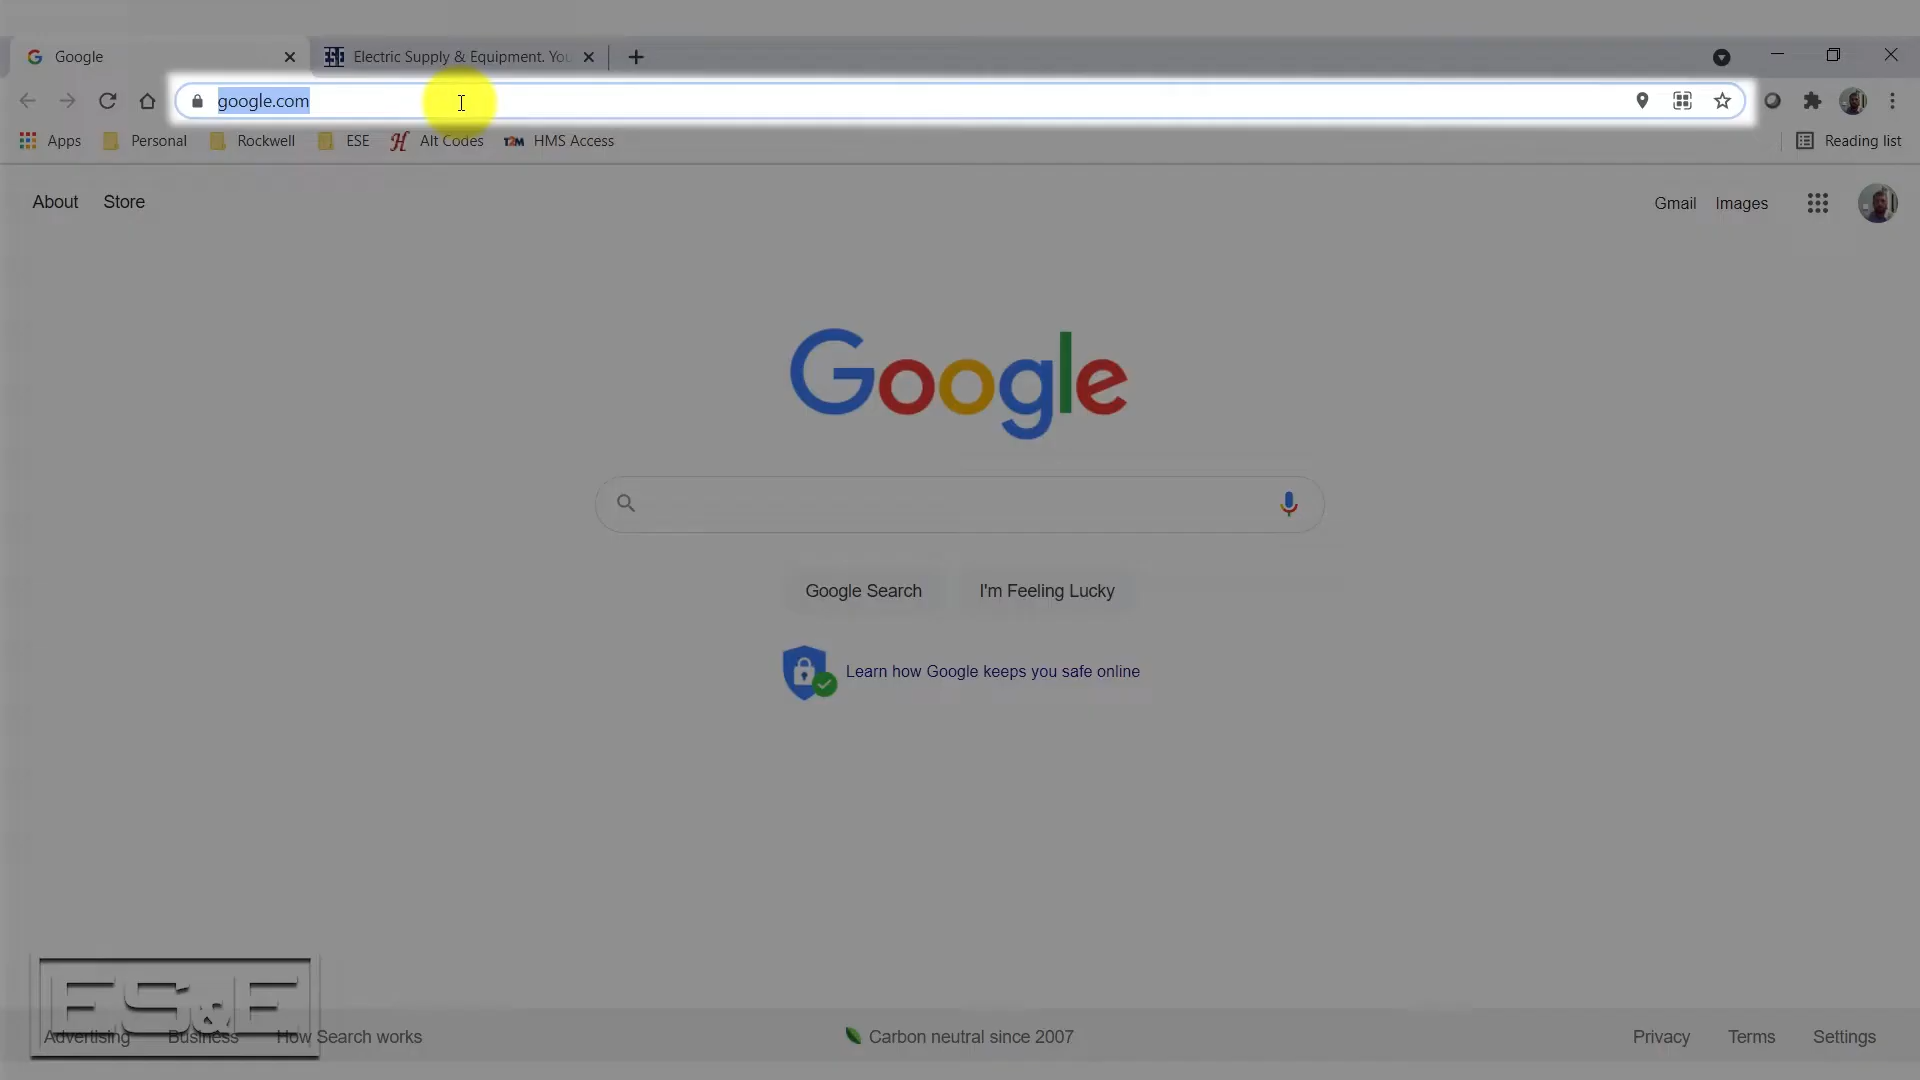 Google
Electric Supply & Equipment. You
google.com
Apps Personal Rockwell ESE Alt Codes HMS Access Reading list
About Store Gmail Images
Google
Google Search I'm Feeling Lucky
Learn how Google keeps you safe online
ES&E
Advertising Business How Search works Carbon neutral since 2007 Privacy Terms Settings